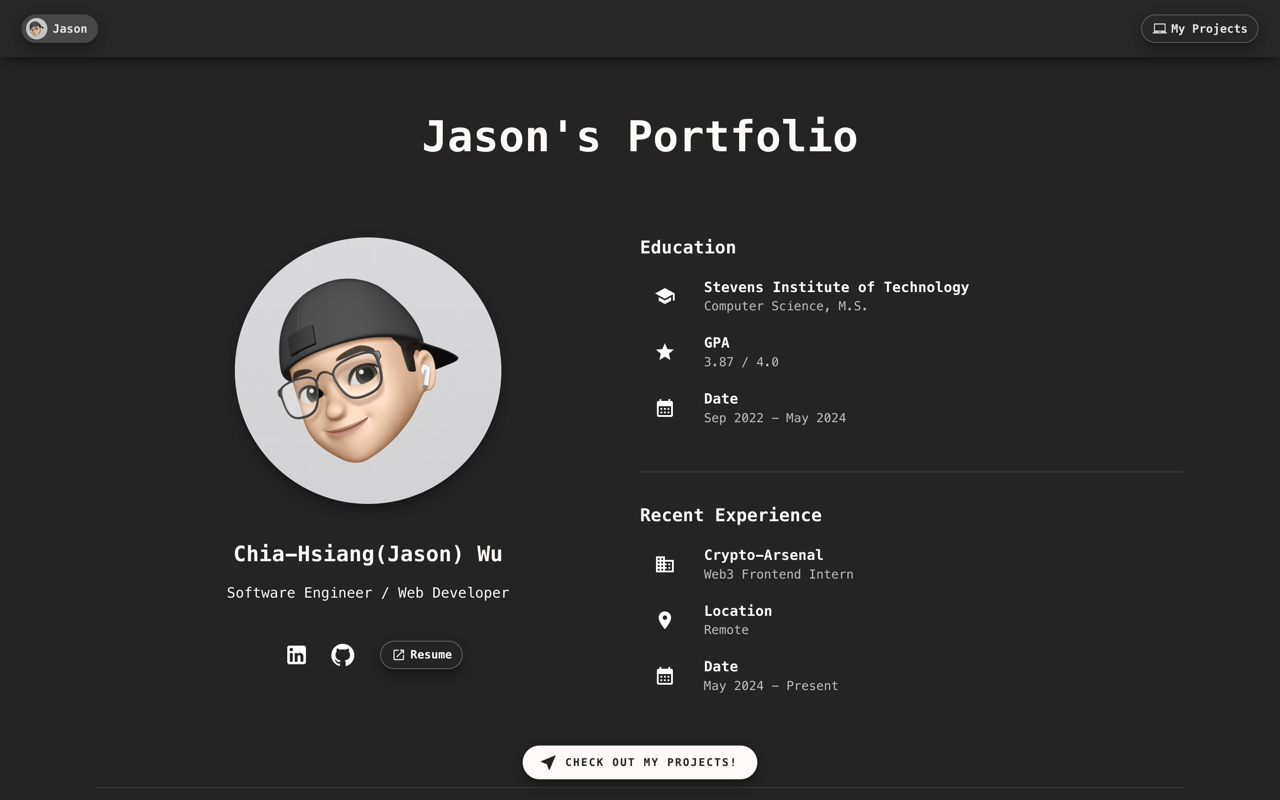 Jason
My Projects
Jason's Portfolio
Education
Stevens Institute of Technology
Computer Science, M.S.
GPA
3.87 / 4.0
Date
Sep 2022 – May 2024
Chia–Hsiang(Jason) Wu
Software Engineer / Web Developer
in
Resume
Recent Experience
Crypto–Arsenal
Web3 Frontend Intern
Location
Remote
Date
May 2024 – Present
CHECK OUT MY PROJECTS!